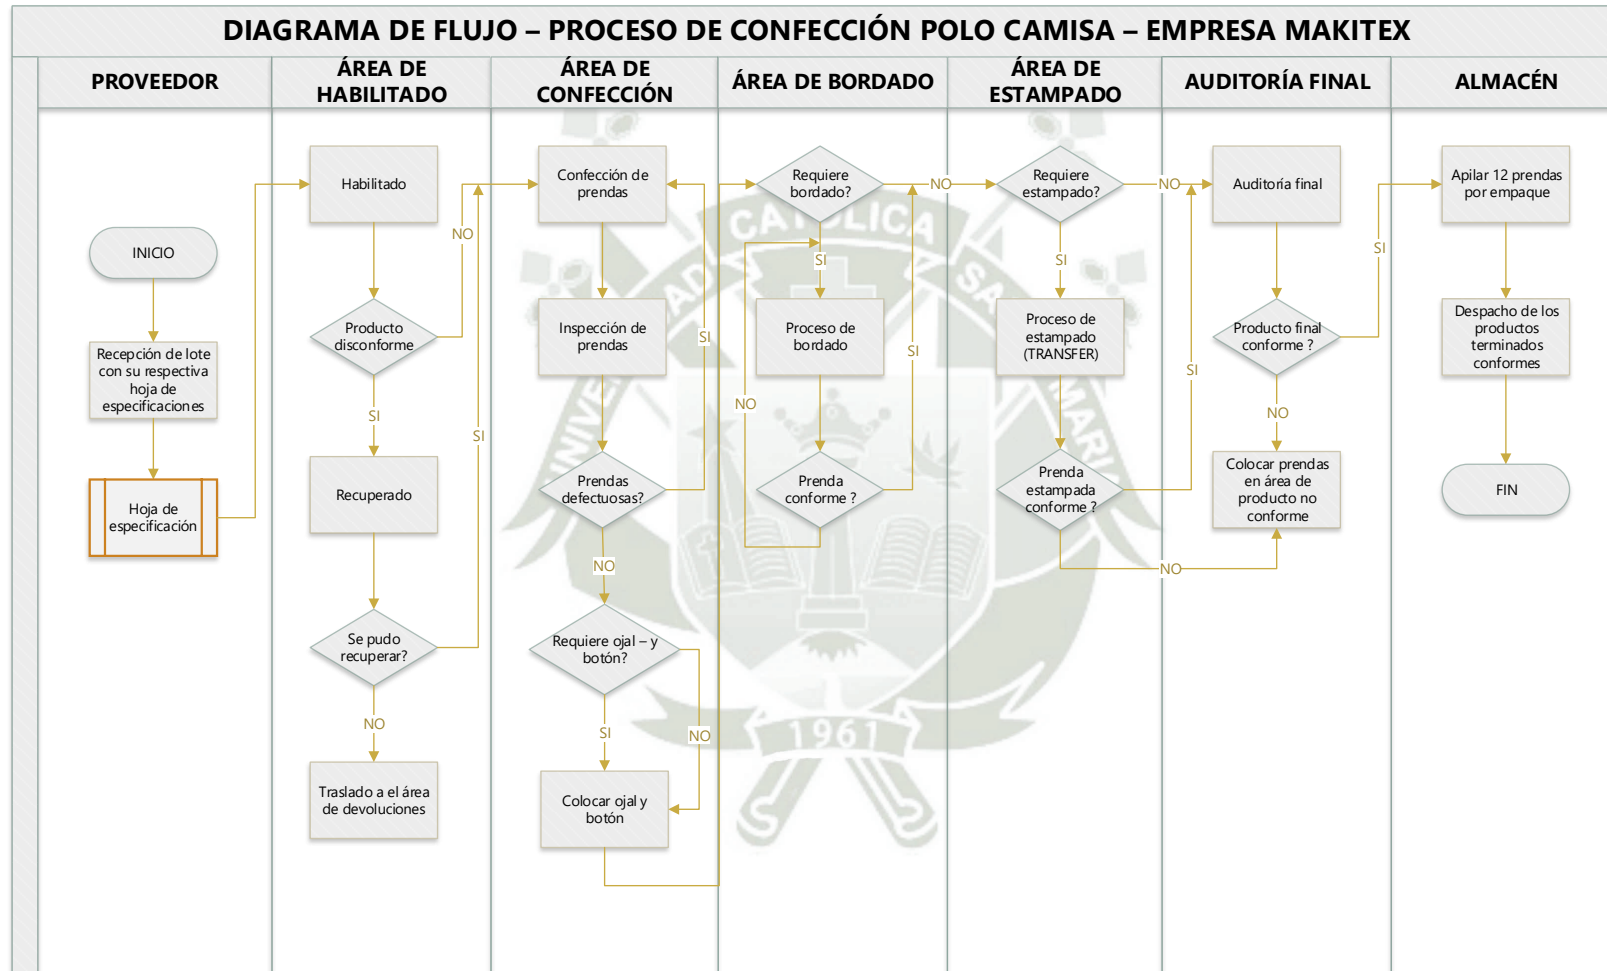 DIAGRAMA DE FLUJO – PROCESO DE CONFECCIÓN POLO CAMISA – EMPRESA MAKITEX
PROVEEDOR
ÁREA DE
HABILITADO
ÁREA DE
CONFECCIÓN
ÁREA DE BORDADO
ÁREA DE
ESTAMPADO
AUDITORÍA FINAL
ALMACÉN
INICIO
Recepción de lote
con su respectiva
hoja de
especificaciones
Hoja de
especificación
Habilitado
Producto
disconforme
NO
SI
Recuperado
SI
Se pudo
recuperar?
NO
Traslado a el área
de devoluciones
Confección de
prendas
Inspección de
prendas
SI
Prendas
defectuosas?
NO
Requiere ojal – y
botón?
SI
NO
Colocar ojal y
botón
Requiere
bordado?
NO
SI
Proceso de
bordado
SI
NO
Prenda
conforme ?
Requiere
estampado?
NO
SI
Proceso de
estampado
(TRANSFER)
SI
Prenda
estampada
conforme ?
NO
Auditoría final
Producto final
conforme ?
SI
NO
Colocar prendas
en área de
producto no
conforme
Apilar 12 prendas
por empaque
Despacho de los
productos
terminados
conformes
FIN
UNIVERSIDAD CATÓLICA SANTA MARÍA
1961